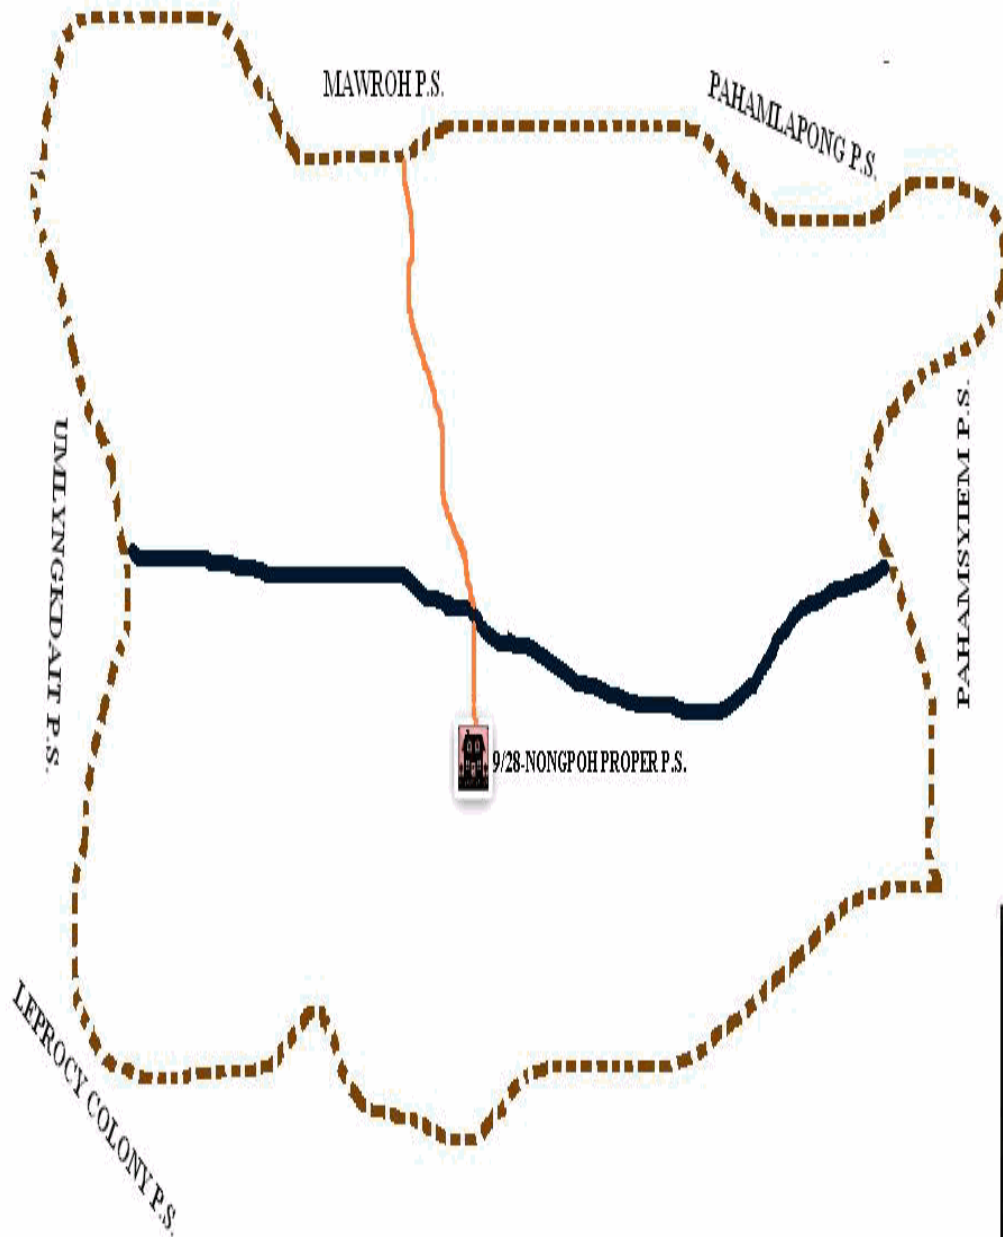 MAWROH P.S.
PAHAMLAPONG P.S.
UMLYNGKDAIT P.S.
PAHAMSYIEM P.S.
9/28-NONGPOH PROPER P.S.
LEPROCY COLONY P.S.